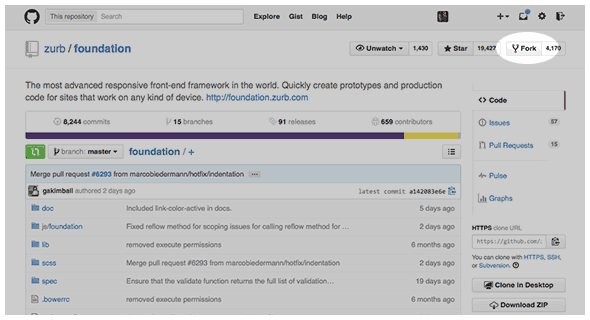 This repository Search Explore Gist Blog Help
zurb / foundation Unwatch 1,430 Star 19,427 Fork 4,170
The most advanced responsive front-end framework in the world. Quickly create prototypes and production
code for sites that work on any kind of device. http://foundation.zurb.com
8,244 commits 15 branches 91 releases 659 contributors
branch: master foundation / +
Merge pull request #6293 from marcobiedermann/hotfix/indentation ...
gakimball authored 2 days ago latest commit a142083e6e
doc Included link-color-active in docs. 5 days ago
js/foundation Fixed reflow method for scoping issues for calling reflow method for … 2 days ago
lib removed execute permissions 6 months ago
scss Merge pull request #6293 from marcobiedermann/hotfix/indentation 2 days ago
spec Ensure that the validate function returns the full list of validation… 19 days ago
.bowerrc removed execute permissions 6 months ago
Code
Issues 57
Pull Requests 15
Pulse
Graphs
HTTPS clone URL
https://github.com/
You can clone with HTTPS, SSH,
or Subversion.
Clone in Desktop
Download ZIP